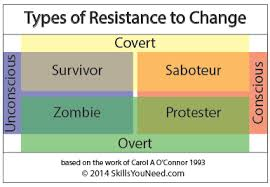 Types of Resistance to Change
Covert
Unconscious
Survivor
Saboteur
Conscious
Zombie
Protester
Overt
based on the work of Carol A O'Connor 1993
© 2014 SkillsYouNeed.com